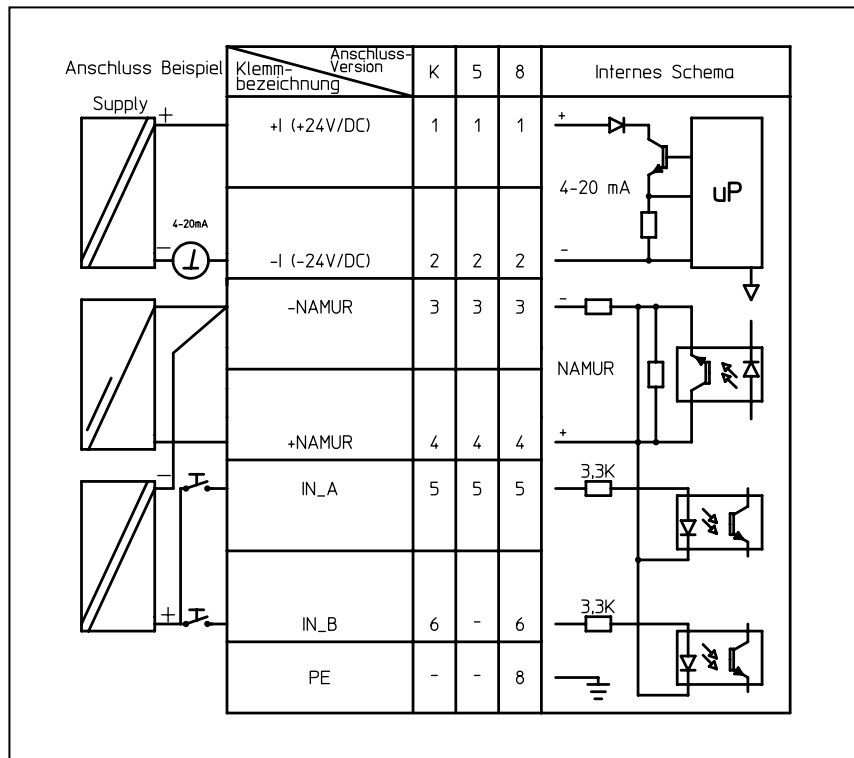 Anschluss Beispiel
Klemm-
bezeichnung
Anschluss-
Version
K 5 8
Internes Schema
Supply
+
+I (+24V/DC) 1 1 1
+
4-20 mA
uP
4-20mA
-
-I (-24V/DC) 2 2 2
-
-NAMUR 3 3 3
-
NAMUR
+NAMUR 4 4 4
+
-
IN_A 5 5 5
3,3K
+
IN_B 6 - 6
3,3K
PE - - 8